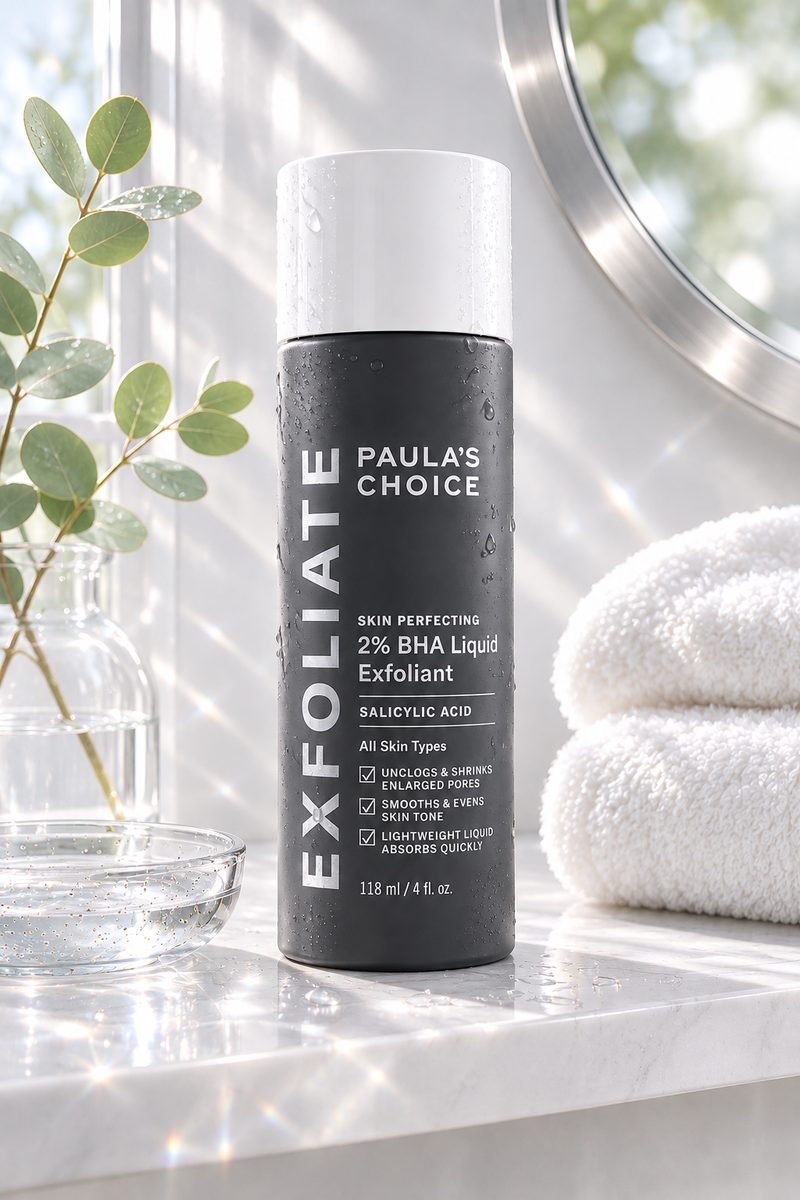 EXFOLIATE
PAULA'S
CHOICE
SKIN PERFECTING
2% BHA Liquid
Exfoliant
SALICYLIC ACID
All Skin Types
UNCLOGS & SHRINKS
ENLARGED PORES
SMOOTHS & EVENS
SKIN TONE
LIGHTWEIGHT LIQUID
ABSORBS QUICKLY
118 ml / 4 fl. oz.